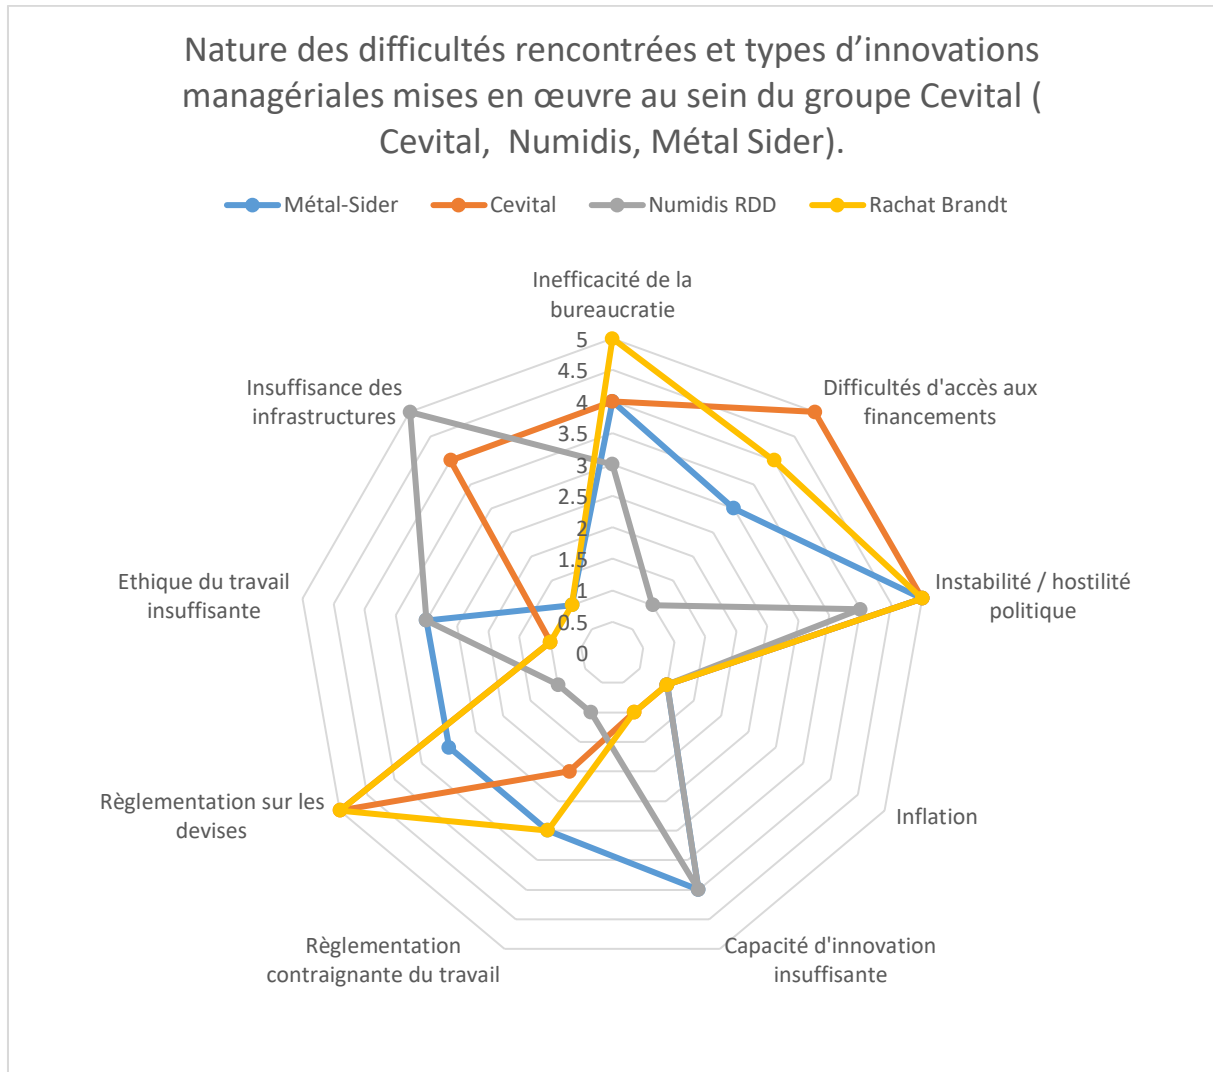 Nature des difficultés rencontrées et types d’innovations
managériales mises en œuvre au sein du groupe Cevital (
Cevital, Numidis, Métal Sider).
Métal-Sider
Cevital
Numidis RDD
Rachat Brandt
Inefficacité de la
bureaucratie
Difficultés d'accès aux
financements
Instabilité / hostilité
politique
Inflation
Capacité d'innovation
insuffisante
Règlementation
contraignante du travail
Règlementation sur les
devises
Ethique du travail
insuffisante
Insuffisance des
infrastructures
5
4.5
4
3.5
3
2.5
2
1.5
1
0.5
0